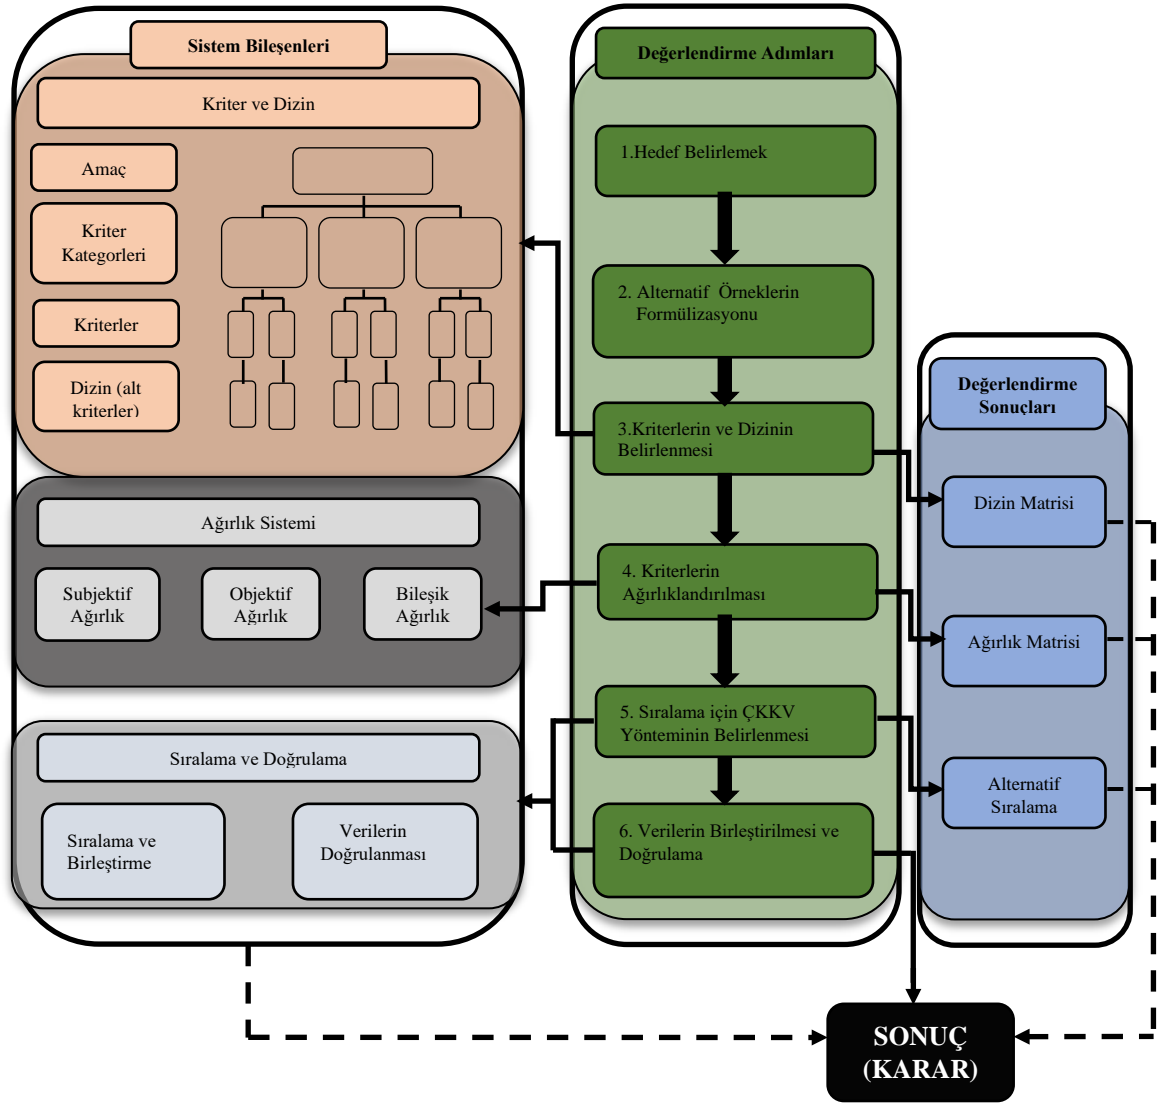 Sistem Bileşenleri
Kriter ve Dizin
Amaç
Kriter
Kategorleri
Kriterler
Dizin (alt
kriterler)
Ağırlık Sistemi
Subjektif
Ağırlık
Objektif
Ağırlık
Bileşik
Ağırlık
Sıralama ve Doğrulama
Sıralama ve
Birleştirme
Verilerin
Doğrulanması
Değerlendirme Adımları
1.Hedef Belirlemek
2. Alternatif Örneklerin
Formülizasyonu
3.Kriterlerin ve Dizinin
Belirlenmesi
4. Kriterlerin
Ağırlıklandırılması
5. Sıralama için ÇKKV
Yönteminin Belirlenmesi
6. Verilerin Birleştirilmesi ve
Doğrulama
Değerlendirme
Sonuçları
Dizin Matrisi
Ağırlık Matrisi
Alternatif
Sıralama
SONUÇ
(KARAR)